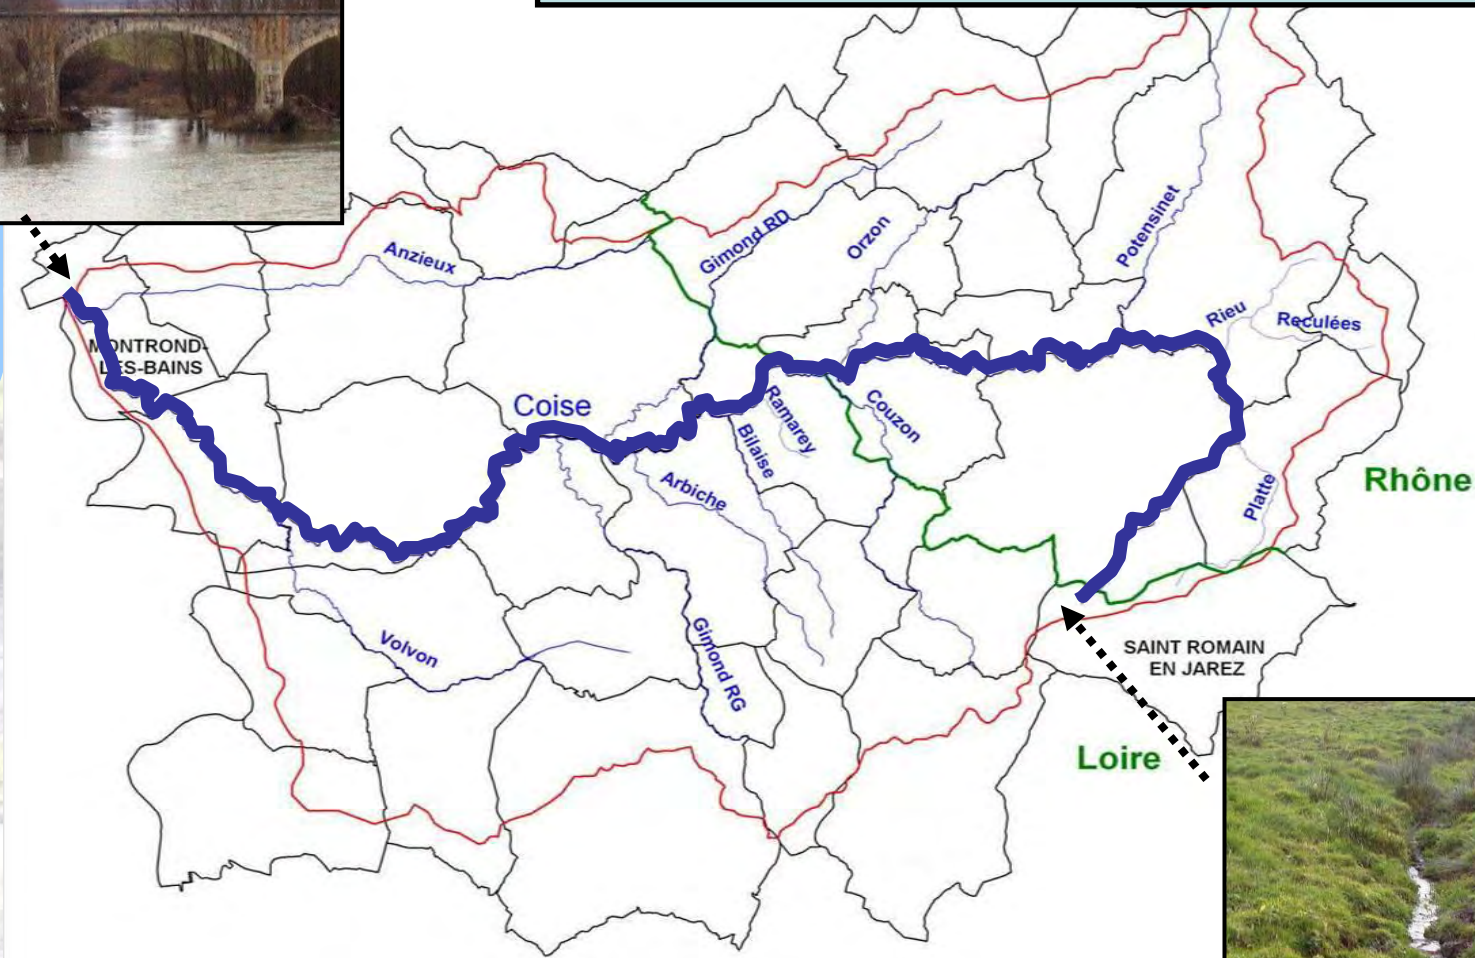 Potensinet
Orzon
Gimond RD
Anzieux
Rieu
Reculées
MONTROND-
LES-BAINS
Coise
Ramarey
Couzon
Bilaise
Arbiche
Rhône
Platte
Volvon
Gimond RG
SAINT ROMAIN
EN JAREZ
Loire